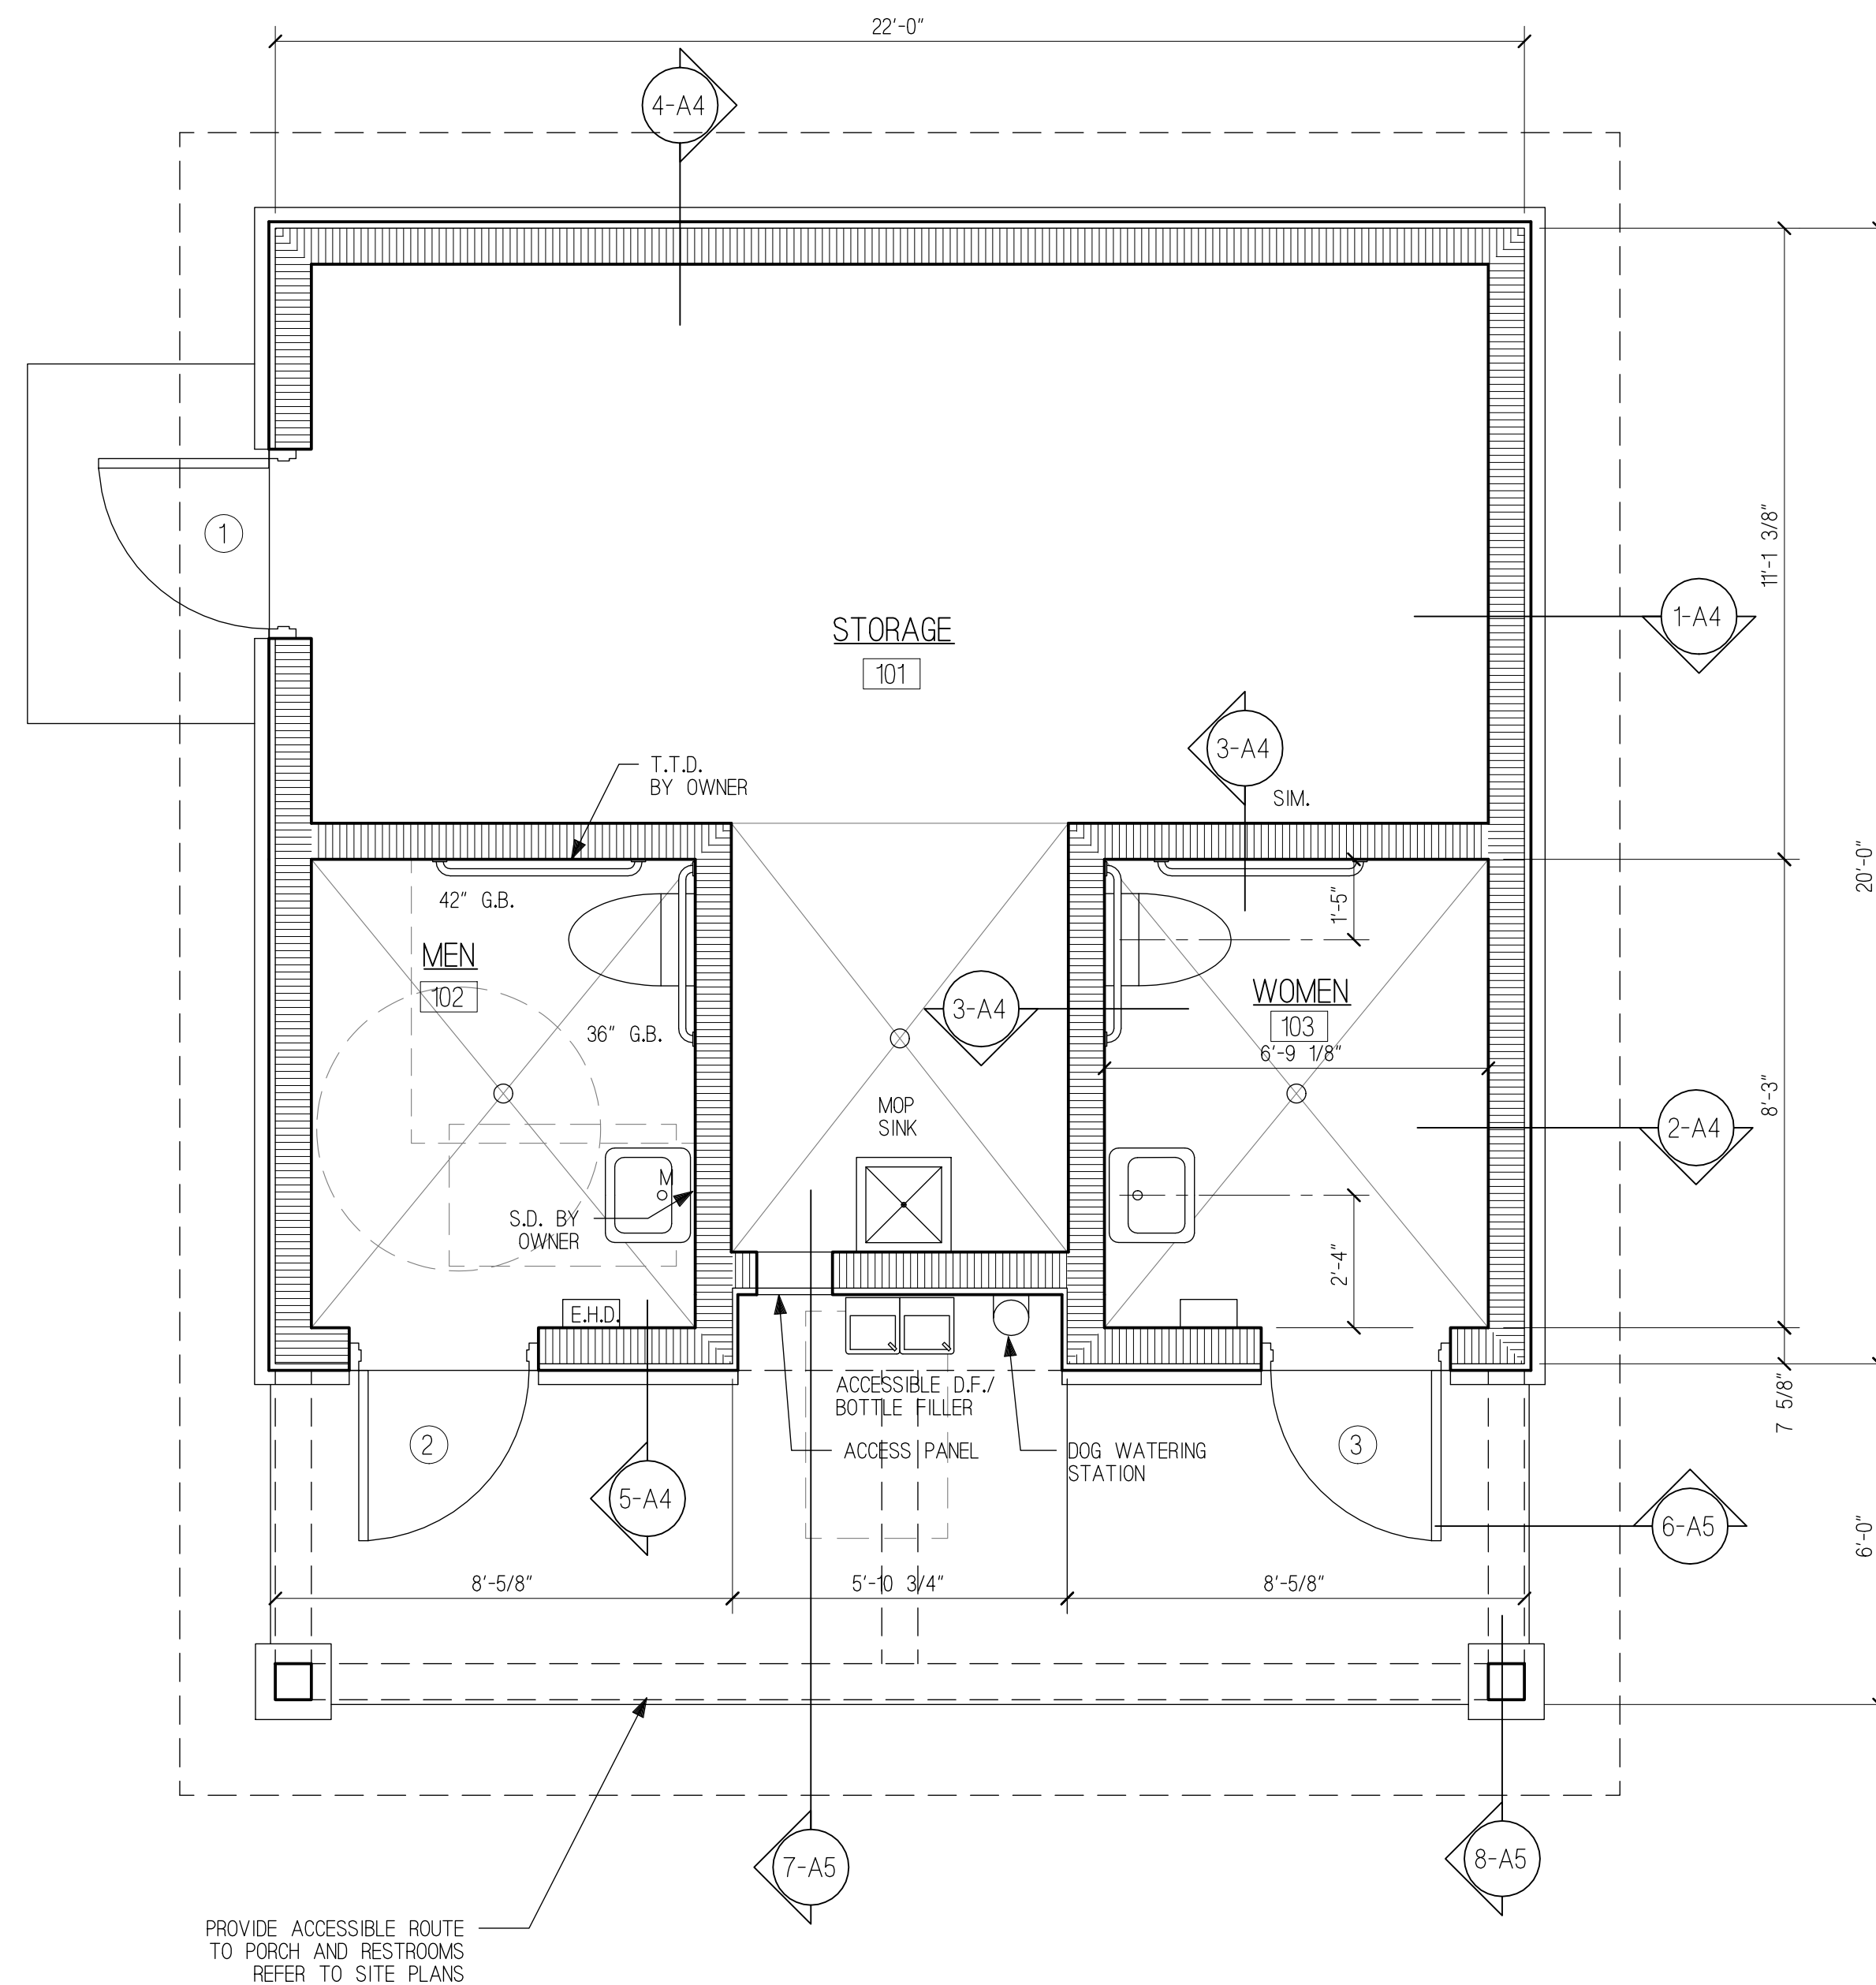 22'-0"
4-A4
1
11'-1 3/8"
1-A4
STORAGE
101
3-A4
SIM.
T.T.D.
BY OWNER
20'-0"
42" G.B.
1'-5"
MEN
102
WOMEN
103
3-A4
36" G.B.
6'-9 1/8"
MOP
SINK
8'-3"
2-A4
M
S.D. BY
OWNER
2'-4"
E.H.D.
ACCESSIBLE D.F./
BOTTLE FILLER
7 5/8"
2
ACCESS PANEL
DOG WATERING
STATION
3
5-A4
6-A5
6'-0"
8'-5/8"
5'-10 3/4"
8'-5/8"
7-A5
8-A5
PROVIDE ACCESSIBLE ROUTE
TO PORCH AND RESTROOMS
REFER TO SITE PLANS